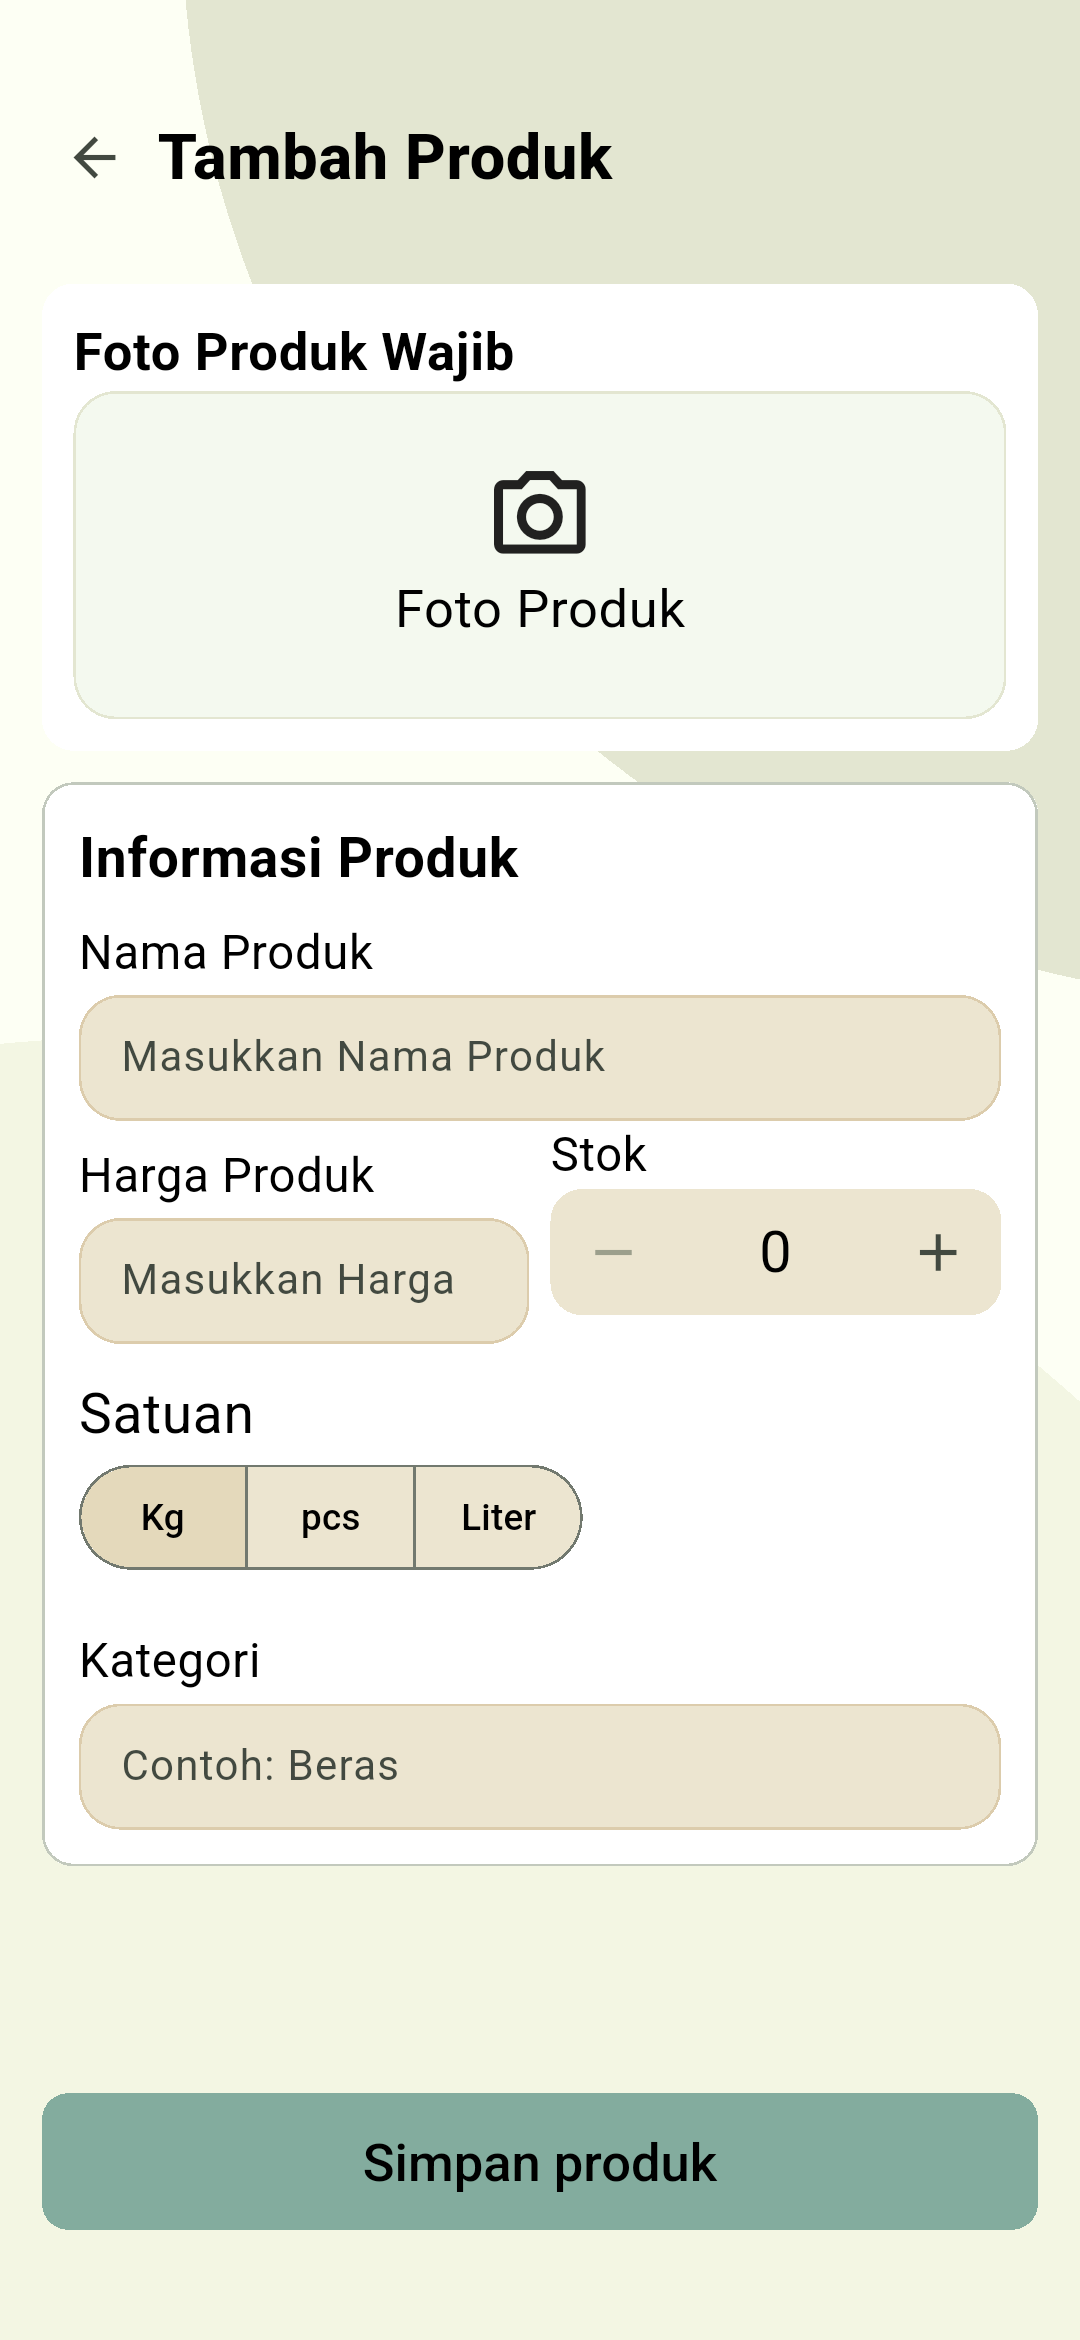 Tambah Produk
Foto Produk Wajib
Foto Produk
Informasi Produk
Nama Produk
Masukkan Nama Produk
Harga Produk
Masukkan Harga
Stok
0
Satuan
Kg
pcs
Liter
Kategori
Contoh: Beras
Simpan produk